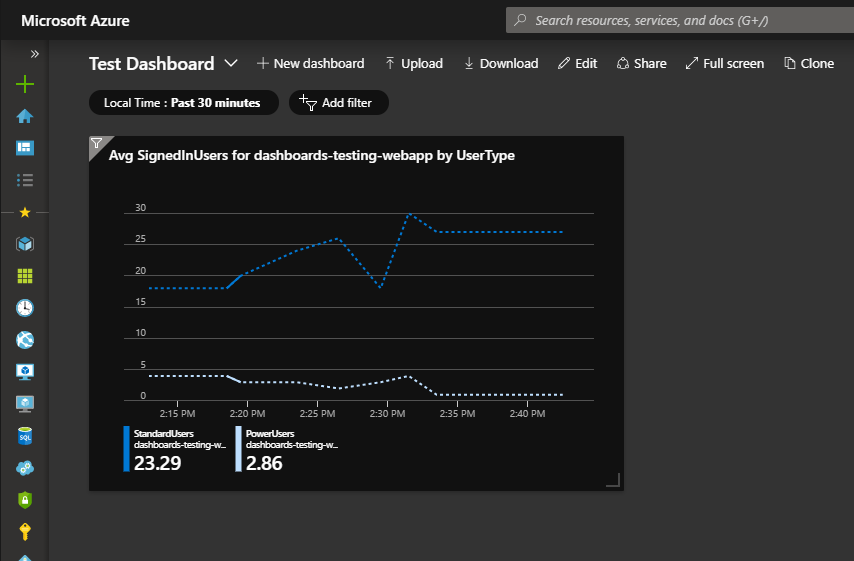 Microsoft Azure
Search resources, services, and docs (G+/)
»
Test Dashboard
New dashboard
Upload
Download
Edit
Share
Full screen
Clone
Local Time : Past 30 minutes
Add filter
Avg SignedInUsers for dashboards-testing-webapp by UserType
30
25
20
15
10
5
0
2:15 PM
2:20 PM
2:25 PM
2:30 PM
2:35 PM
2:40 PM
StandardUsers
dashboards-testing-w...
23.29
PowerUsers
dashboards-testing-w...
2.86
SQL